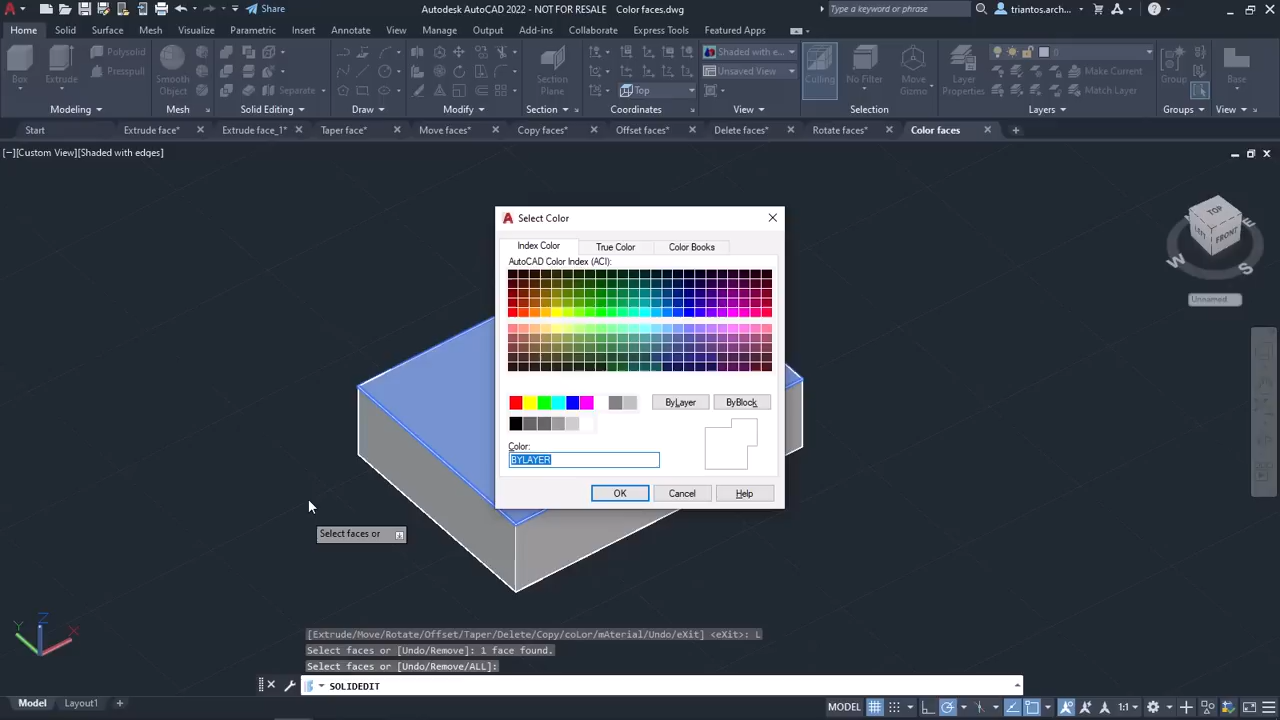 Share
Autodesk AutoCAD 2022 - NOT FOR RESALE Color faces.dwg
Type a keyword or phrase
triantos.arch...
Home Solid Surface Mesh Visualize Parametric Insert Annotate View Manage Output Add-ins Collaborate Express Tools Featured Apps
Box
Extrude
Polysolid
Presspull
Smooth
Object
Separate
Section
Plane
Top
Shaded with e...
Unsaved View
Culling
No Filter
Move
Gizmo
Layer
Properties
0
Make Current
Match Layer
Group
Base
Modeling Mesh Solid Editing Draw Modify Section Coordinates View Selection Layers Groups View
Start Extrude face* Extrude face_1* Taper face* Move faces* Copy faces* Offset faces* Delete faces* Rotate faces* Color faces
[−][Custom View][Shaded with edges]
TOP
LEFT
FRONT
W
S
E
Unnamed
Select Color
Index Color True Color Color Books
AutoCAD Color Index (ACI):
ByLayer ByBlock
Color:
BYLAYER
OK Cancel Help
Select faces or
Y
Z
X
[Extrude/Move/Rotate/Offset/Taper/Delete/Copy/coLor/mAterial/Undo/eXit] <eXit>: L
Select faces or [Undo/Remove]: 1 face found.
Select faces or [Undo/Remove/ALL]:
SOLIDEDIT
Model Layout1
MODEL
1:1